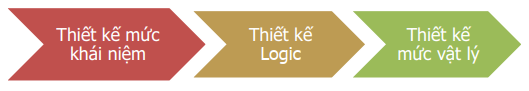 Thiết kế mức
khái niệm
Thiết kế
Logic
Thiết kế
mức vật lý